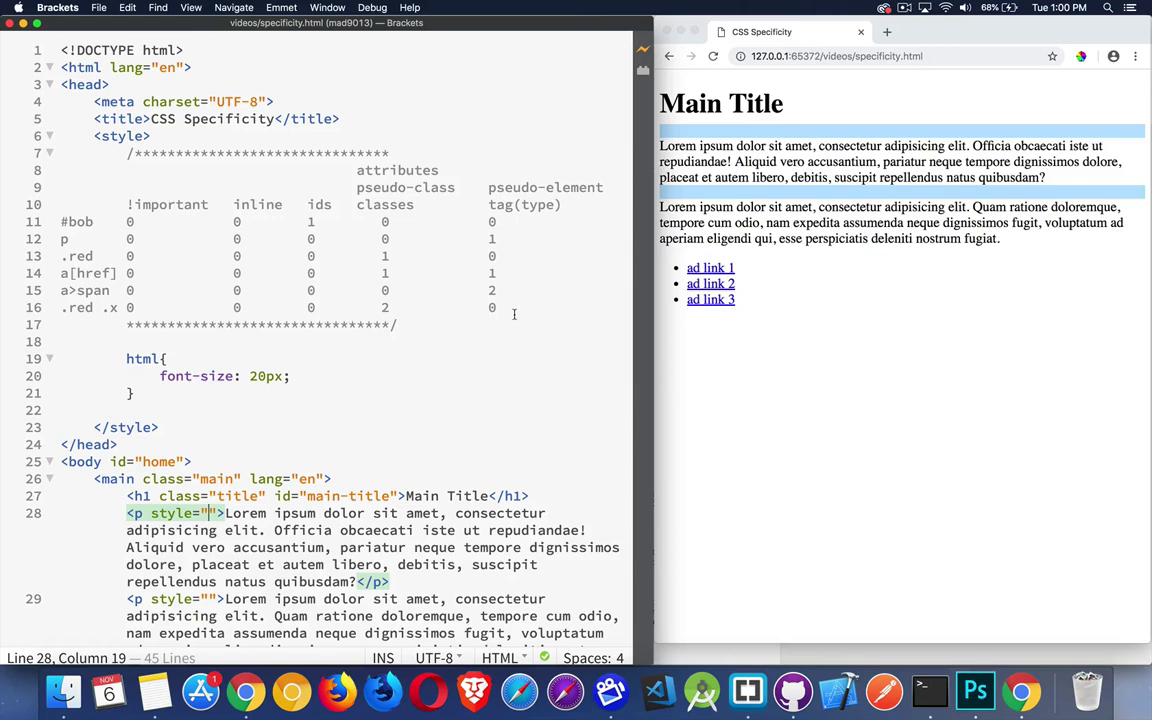 Brackets File Edit Find View Navigate Emmet Window Debug Help 68% Tue 1:00 PM
videos/specificity.html (mad9013) — Brackets
1 <!DOCTYPE html>
2 <html lang="en">
3 <head>
4 <meta charset="UTF-8">
5 <title>CSS Specificity</title>
6 <style>
7 /*******************************
8 attributes
9 pseudo-class pseudo-element
10 !important inline ids classes tag(type)
11 #bob 0 0 1 0 0
12 p 0 0 0 0 1
13 .red 0 0 0 1 0
14 a[href] 0 0 0 1 1
15 a>span 0 0 0 0 2
16 .red .x 0 0 0 2 0
17 ********************************/
18
19 html{
20 font-size: 20px;
21 }
22
23 </style>
24 </head>
25 <body id="home">
26 <main class="main" lang="en">
27 <h1 class="title" id="main-title">Main Title</h1>
28 <p style="">Lorem ipsum dolor sit amet, consectetur
adipisicing elit. Officia obcaecati iste ut repudiandae!
Aliquid vero accusantium, pariatur neque tempore dignissimos
dolore, placeat et autem libero, debitis, suscipit
repellendus natus quibusdam?</p>
29 <p style="">Lorem ipsum dolor sit amet, consectetur
adipisicing elit. Quam ratione doloremque, tempore cum odio,
nam expedita assumenda neque dignissimos fugit, voluptatum
Line 28, Column 19 — 45 Lines INS UTF-8 HTML Spaces: 4
CSS Specificity
127.0.0.1:65372/videos/specificity.html
Main Title
Lorem ipsum dolor sit amet, consectetur adipisicing elit. Officia obcaecati iste ut
repudiandae! Aliquid vero accusantium, pariatur neque tempore dignissimos dolore,
placeat et autem libero, debitis, suscipit repellendus natus quibusdam?
Lorem ipsum dolor sit amet, consectetur adipisicing elit. Quam ratione doloremque,
tempore cum odio, nam expedita assumenda neque dignissimos fugit, voluptatum
aperiam eligendi qui, esse perspiciatis deleniti nostrum fugiat.
• ad link 1
• ad link 2
• ad link 3
NOV
6
1
>_
Ps